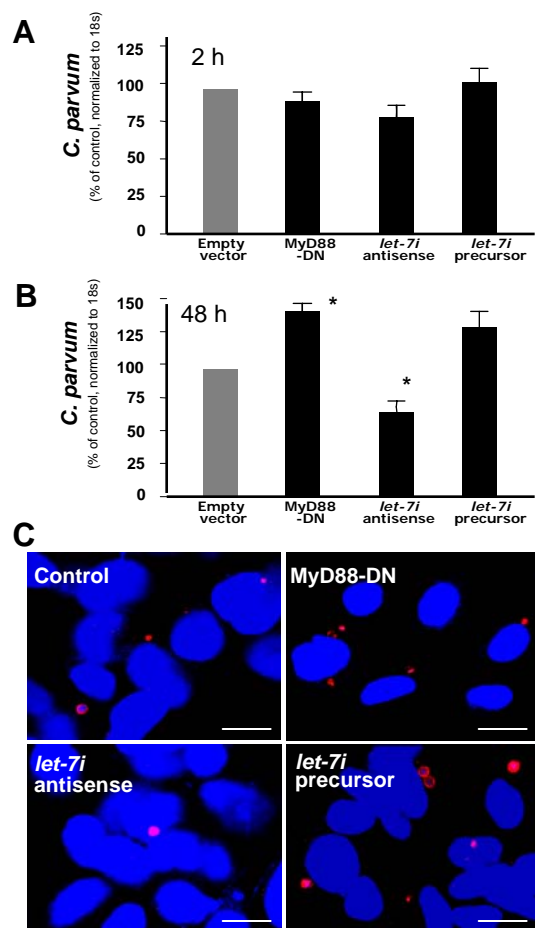 A
C. parvum
(% of control, normalized to 18s)
125
100
75
50
25
0
2 h
Empty
vector
MyD88
-DN
let-7i
antisense
let-7i
precursor
B
C. parvum
(% of control, normalized to 18s)
150
125
100
75
50
25
0
48 h
*
*
Empty
vector
MyD88
-DN
let-7i
antisense
let-7i
precursor
C
Control
MyD88-DN
let-7i
antisense
let-7i
precursor